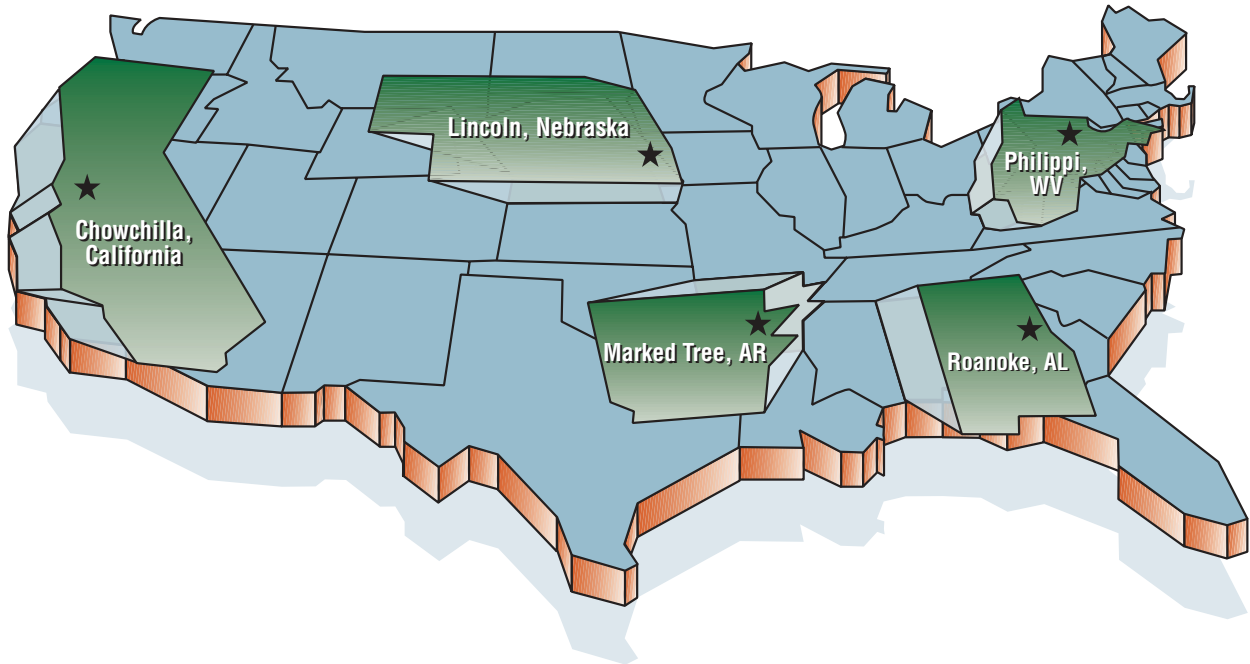 Lincoln, Nebraska
Philippi,
WV
Chowchilla,
California
Marked Tree, AR
Roanoke, AL